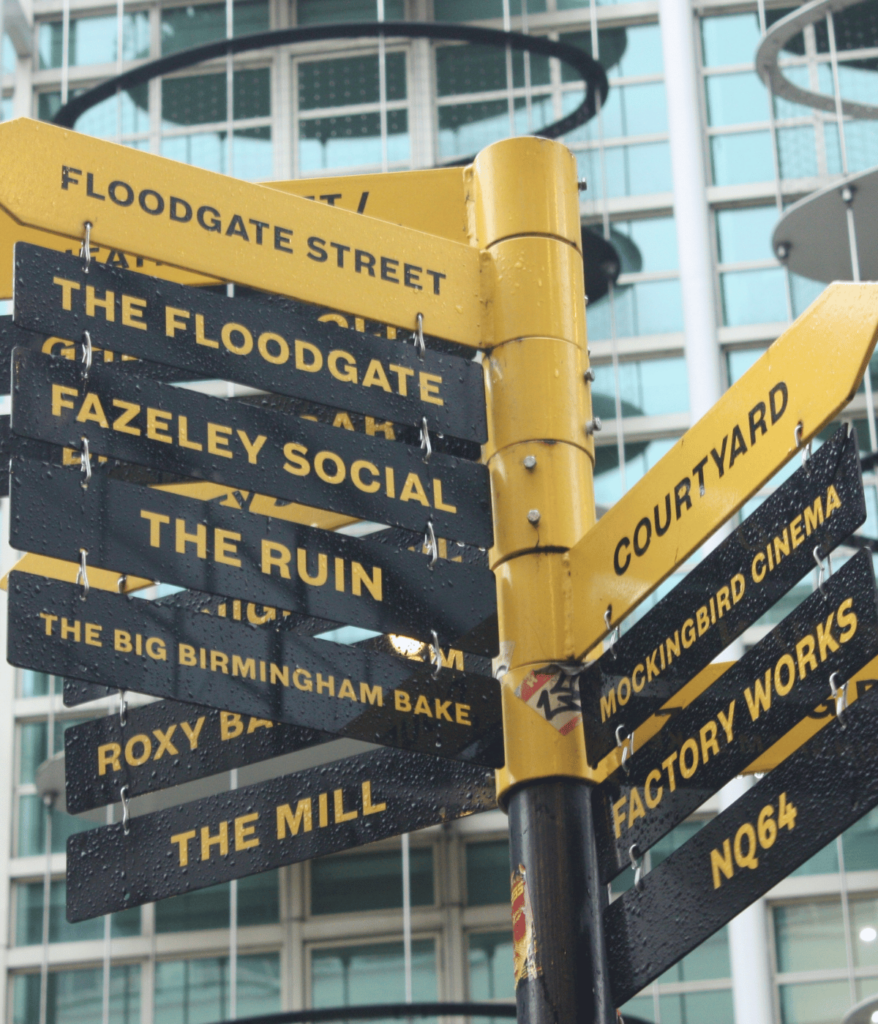 FLOODGATE STREET
THE FLOODGATE
FAZELEY SOCIAL
THE RUIN
THE BIG BIRMINGHAM BAKE
ROXY BA
THE MILL
COURTYARD
MOCKINGBIRD CINEMA
FACTORY WORKS
NQ64